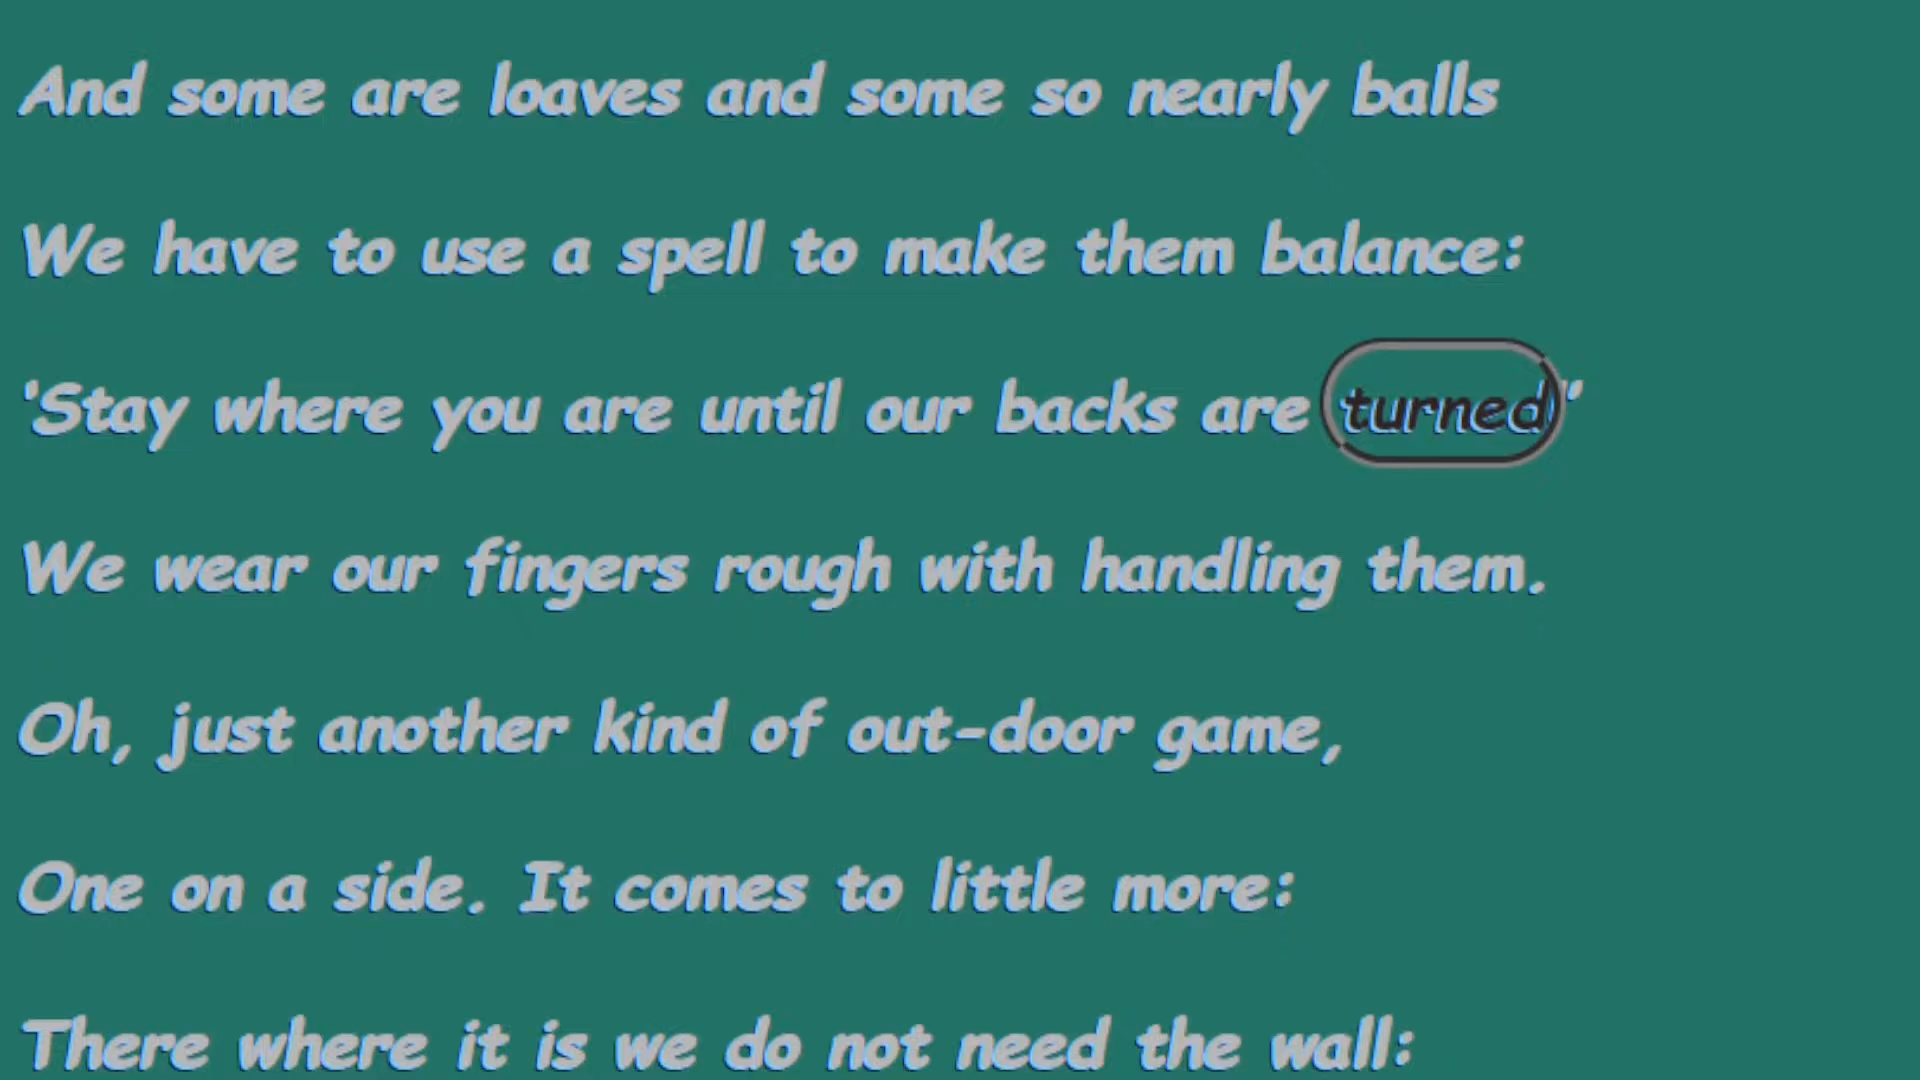 And some are loaves and some so nearly balls
We have to use a spell to make them balance:
'Stay where you are until our backs are turned'
We wear our fingers rough with handling them.
Oh, just another kind of out-door game,
One on a side. It comes to little more:
There where it is we do not need the wall: